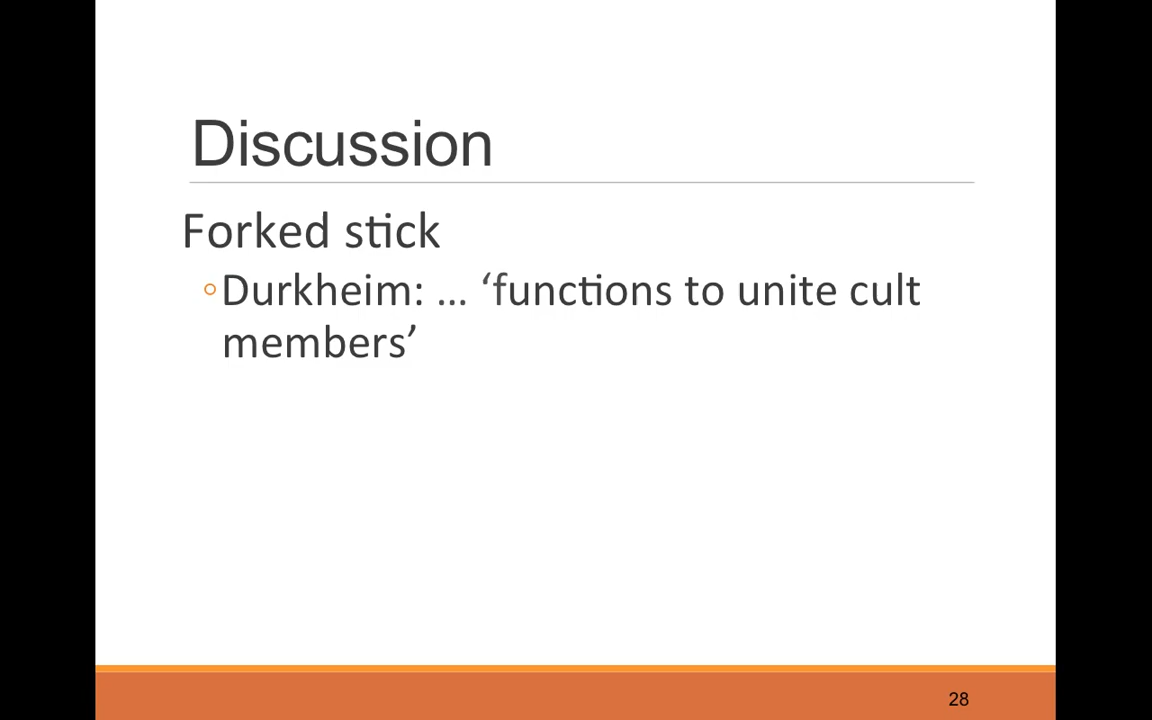 Discussion
Forked stick
◦Durkheim: … ‘functions to unite cult
members’
28